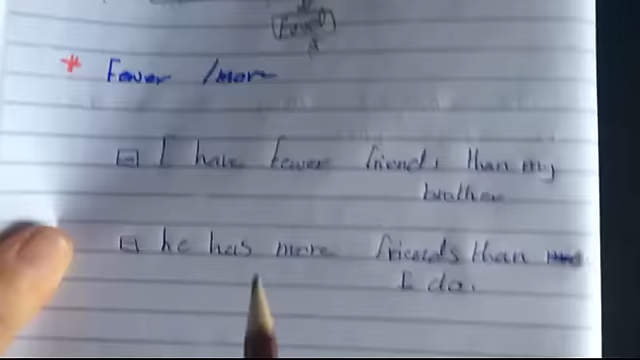 * Fewer / more
I have fewer friends than my
brother
he has more friends than
I do.